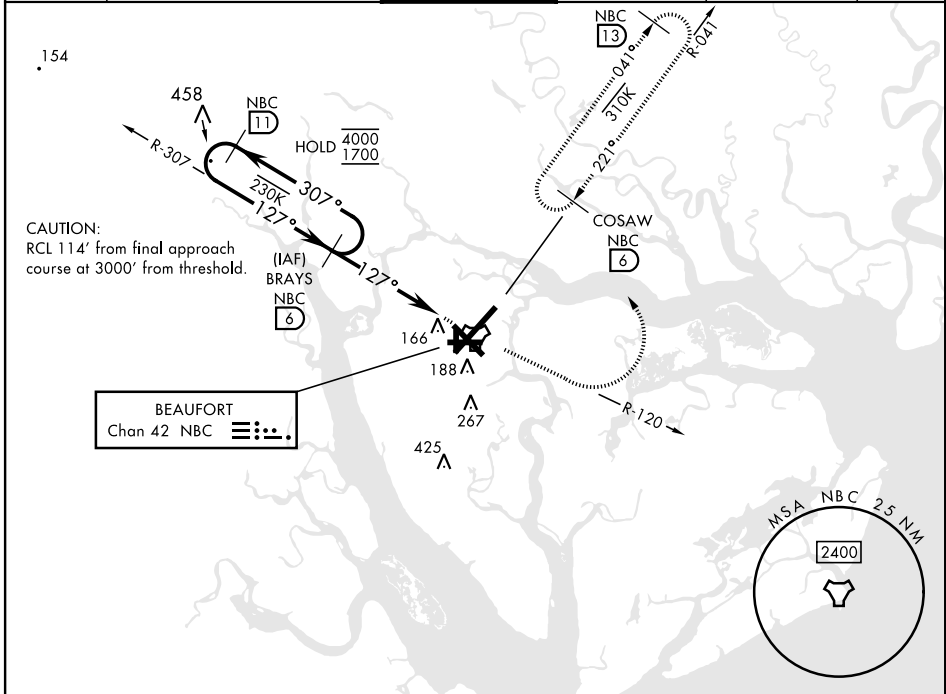 154
458
NBC
11
HOLD 4000
1700
R-307
230K
307°
127°
CAUTION:
RCL 114' from final approach
course at 3000' from threshold.
(IAF)
BRAYS
NBC
6
127°
NBC
13
R-041
041°
310K
221°
COSAW
NBC
6
166
188
267
425
R-120
BEAUFORT
Chan 42 NBC
MSA NBC 25 NM
2400